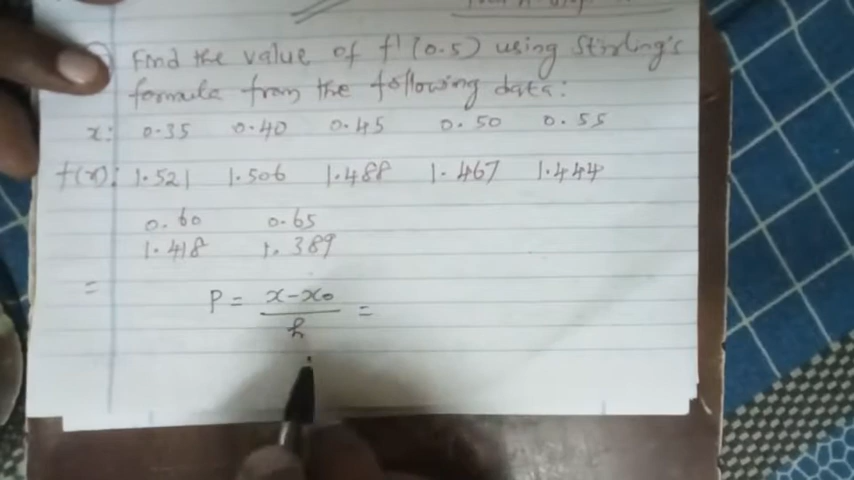 Find the value of f'(0.5) using Stirling's
formula from the following data:
x: 0.35 0.40 0.45 0.50 0.55
f(x): 1.521 1.506 1.488 1.467 1.444
0.60 0.65
1.418 1.389
= P = x-x₀ / h =